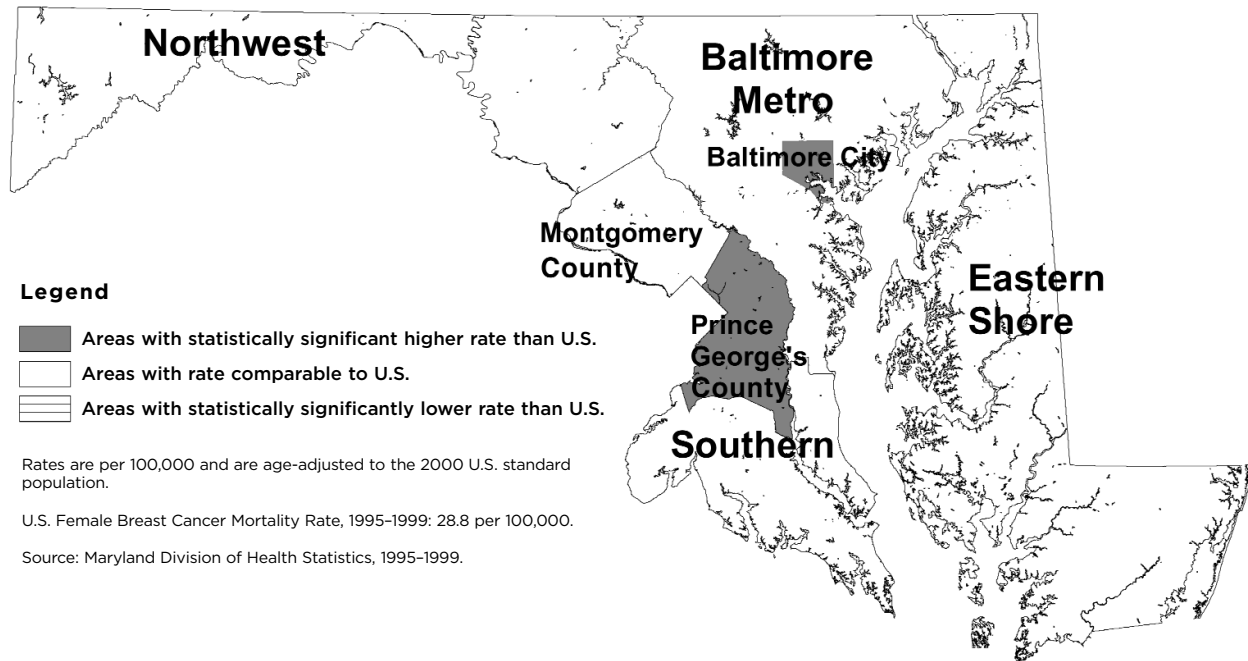 Northwest
Baltimore
Metro
Baltimore City
Montgomery
County
Eastern
Shore
Prince
George's
County
Southern
Legend
Areas with statistically significant higher rate than U.S.
Areas with rate comparable to U.S.
Areas with statistically significantly lower rate than U.S.
Rates are per 100,000 and are age-adjusted to the 2000 U.S. standard
population.
U.S. Female Breast Cancer Mortality Rate, 1995–1999: 28.8 per 100,000.
Source: Maryland Division of Health Statistics, 1995–1999.